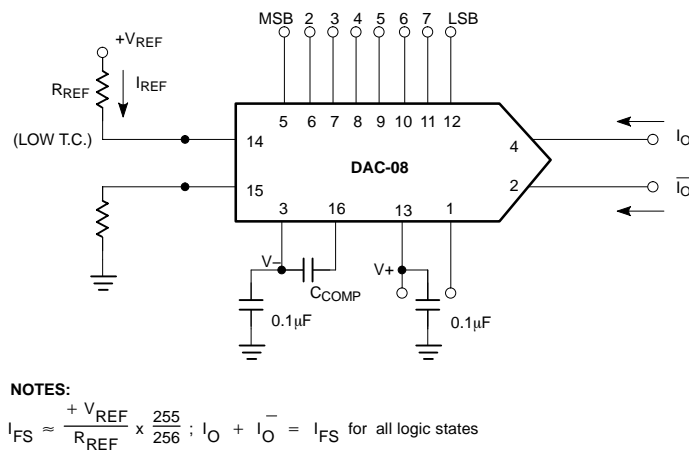 MSB 2 3 4 5 6 7 LSB
+VREF
RREF
IREF
(LOW T.C.)
5 6 7 8 9 10 11 12
14
4
IO
DAC-08
15
2
IO
3 16 13 1
V–
V+
CCOMP
0.1µF
0.1µF
NOTES:
IFS ≈ + VREF / RREF x 255 / 256 ; IO + IO = IFS for all logic states